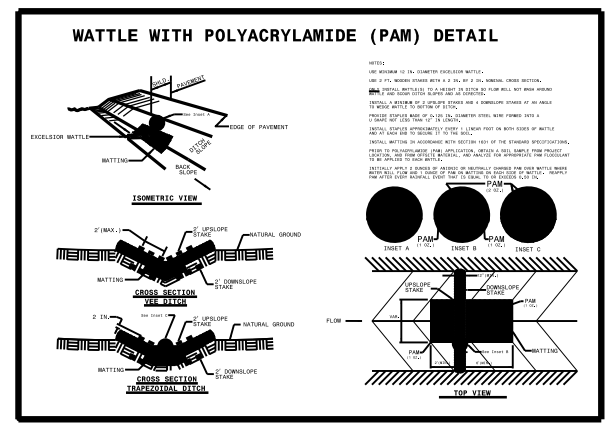 WATTLE WITH POLYACRYLAMIDE (PAM) DETAIL
NOTES:
USE MINIMUM 12 IN. DIAMETER EXCELSIOR WATTLE.
USE 2 FT. WOODEN STAKES WITH A 2 IN. BY 2 IN. NOMINAL CROSS SECTION.
ONLY INSTALL WATTLE(S) TO A HEIGHT IN DITCH SO FLOW WILL NOT WASH AROUND
WATTLE AND SCOUR DITCH SLOPES AND AS DIRECTED.
INSTALL A MINIMUM OF 2 UPSLOPE STAKES AND 4 DOWNSLOPE STAKES AT AN ANGLE
TO WEDGE WATTLE TO BOTTOM OF DITCH.
PROVIDE STAPLES MADE OF 0.125 IN. DIAMETER STEEL WIRE FORMED INTO A
U SHAPE NOT LESS THAN 12" IN LENGTH.
INSTALL STAPLES APPROXIMATELY EVERY 1 LINEAR FOOT ON BOTH SIDES OF WATTLE
AND AT EACH END TO SECURE IT TO THE SOIL.
INSTALL MATTING IN ACCORDANCE WITH SECTION 1631 OF THE STANDARD SPECIFICATIONS.
PRIOR TO POLYACRYLAMIDE (PAM) APPLICATION, OBTAIN A SOIL SAMPLE FROM PROJECT
LOCATION, AND FROM OFFSITE MATERIAL, AND ANALYZE FOR APPROPRIATE PAM FLOCCULANT
TO BE APPLIED TO EACH WATTLE.
INITIALLY APPLY 2 OUNCES OF ANIONIC OR NEUTRALLY CHARGED PAM OVER WATTLE WHERE
WATER WILL FLOW AND 1 OUNCE OF PAM ON MATTING ON EACH SIDE OF WATTLE. REAPPLY
PAM AFTER EVERY RAINFALL EVENT THAT IS EQUAL TO OR EXCEEDS 0.50 IN.
SHLD.
PAVEMENT
See Inset A
EDGE OF PAVEMENT
EXCELSIOR WATTLE
DITCH
SLOPE
MATTING
BACK
SLOPE
ISOMETRIC VIEW
PAM
(2 OZ.)
PAM
(1 OZ.)
PAM
(1 OZ.)
INSET A
INSET B
INSET C
2'(MAX.)
2' UPSLOPE
STAKE
NATURAL GROUND
MATTING
2' DOWNSLOPE
STAKE
CROSS SECTION
VEE DITCH
2 IN.
See Inset C
2' UPSLOPE
STAKE
NATURAL GROUND
MATTING
2' DOWNSLOPE
STAKE
CROSS SECTION
TRAPEZOIDAL DITCH
UPSLOPE
STAKE
DOWNSLOPE
STAKE
PAM
(1 OZ.)
FLOW
VAR.
See Inset B
MATTING
PAM
(1 OZ.)
TOP VIEW